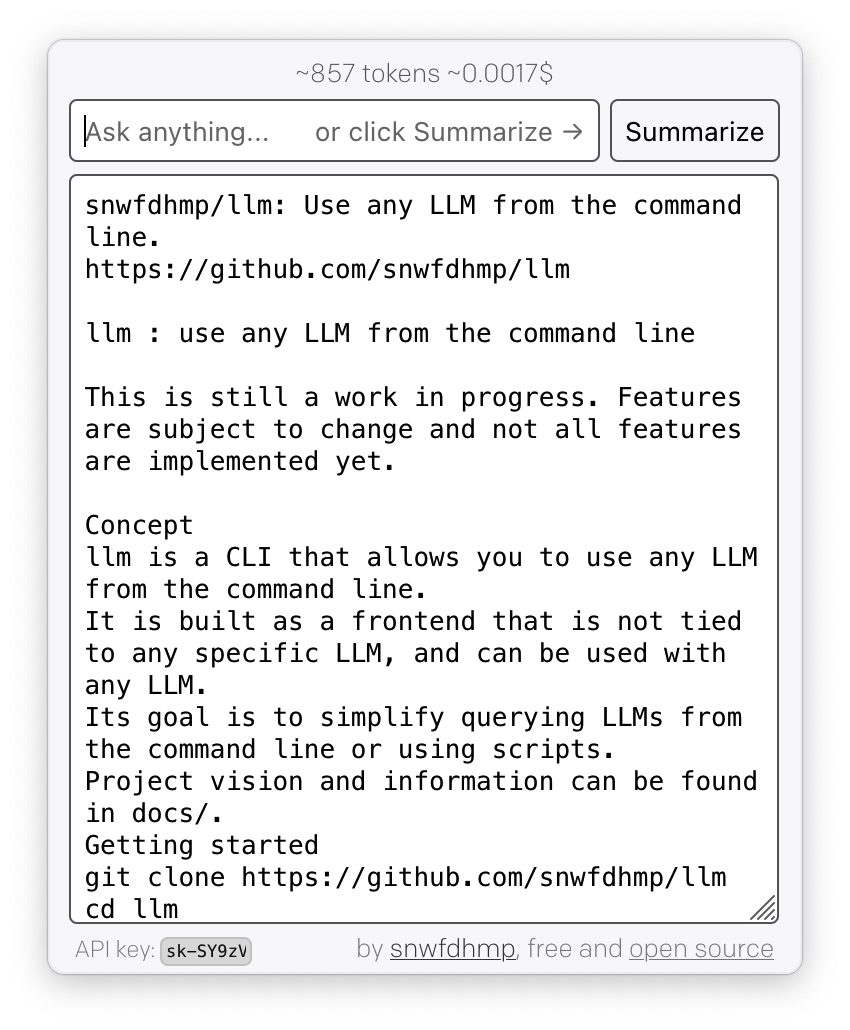 ~857 tokens ~0.0017$
Ask anything... or click Summarize →
Summarize
snwfdhmp/llm: Use any LLM from the command
line.
https://github.com/snwfdhmp/llm
llm : use any LLM from the command line
This is still a work in progress. Features
are subject to change and not all features
are implemented yet.
Concept
llm is a CLI that allows you to use any LLM
from the command line.
It is built as a frontend that is not tied
to any specific LLM, and can be used with
any LLM.
Its goal is to simplify querying LLMs from
the command line or using scripts.
Project vision and information can be found
in docs/.
Getting started
git clone https://github.com/snwfdhmp/llm
cd llm
API key: sk-SY9zV
by snwfdhmp, free and open source